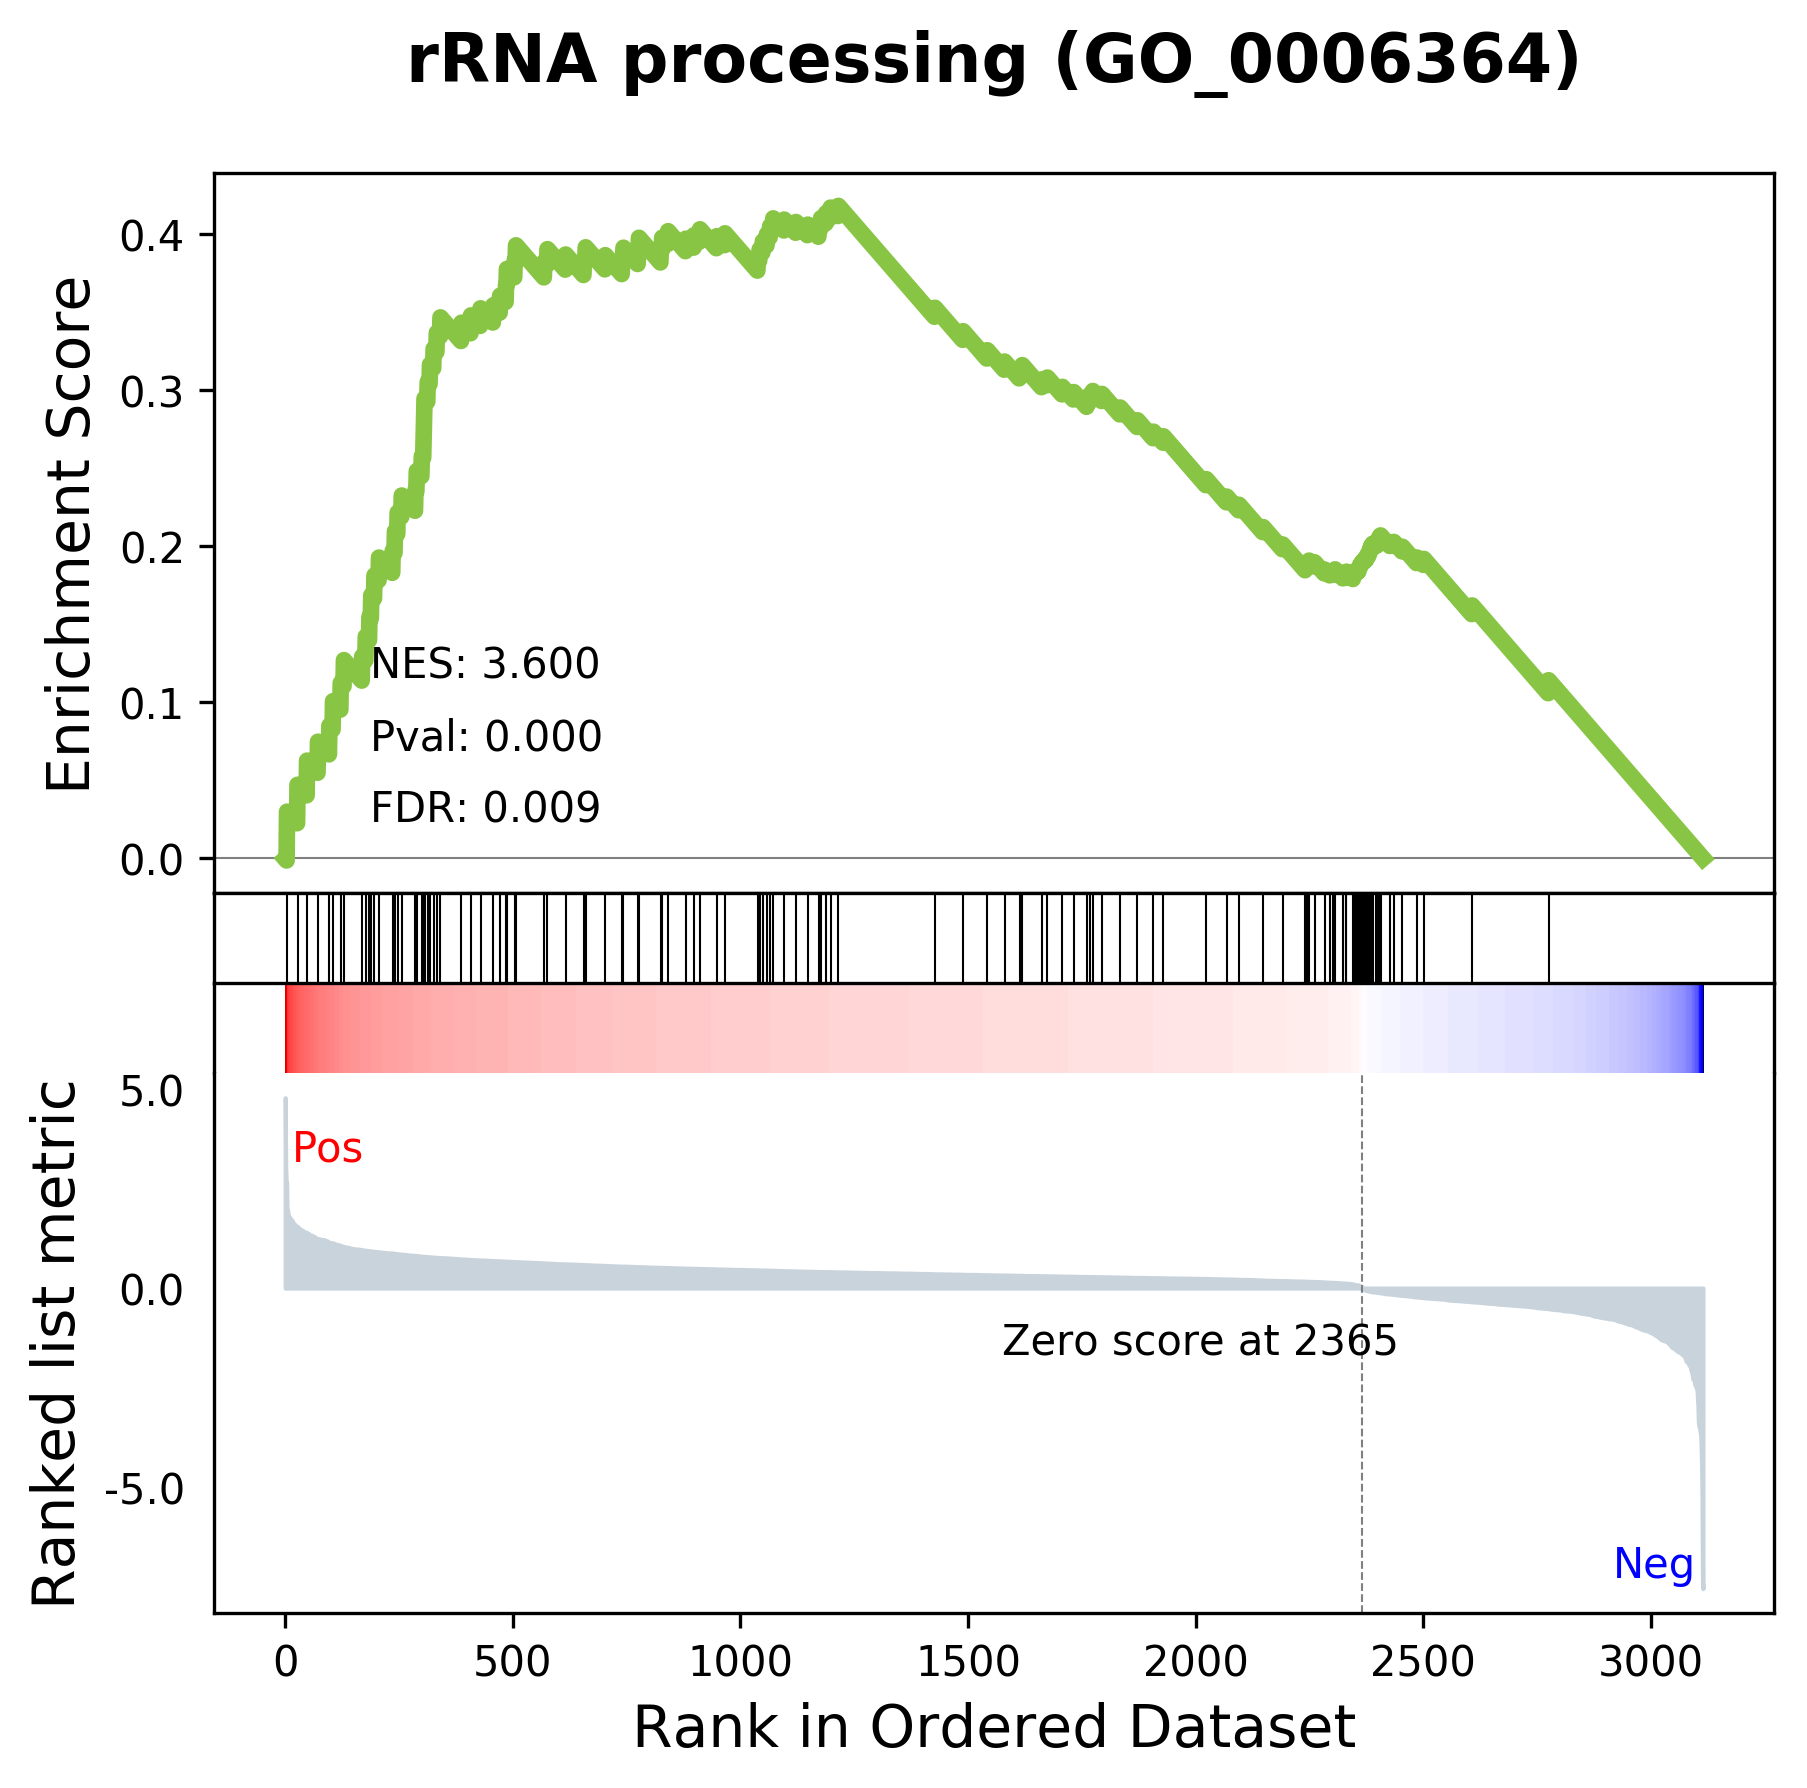 rRNA processing (GO_0006364)
Enrichment Score
0.4
0.3
0.2
0.1
0.0
NES: 3.600
Pval: 0.000
FDR: 0.009
Ranked list metric
5.0
0.0
-5.0
Pos
Zero score at 2365
Neg
0 500 1000 1500 2000 2500 3000
Rank in Ordered Dataset